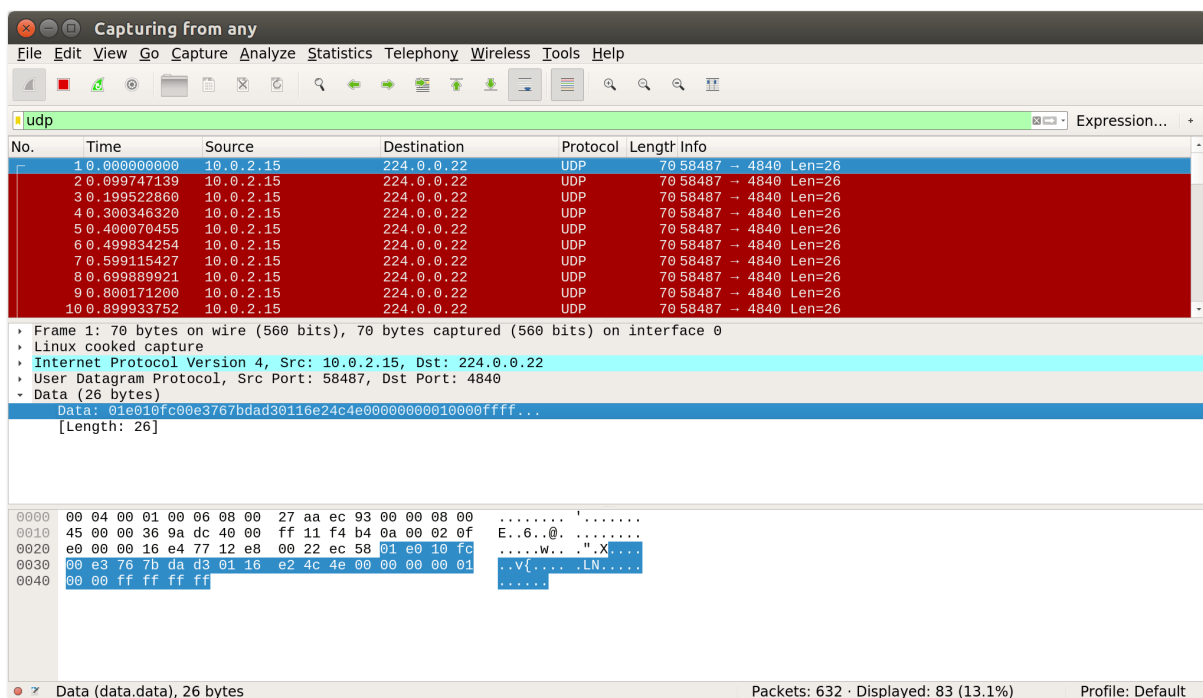 Capturing from any
File Edit View Go Capture Analyze Statistics Telephony Wireless Tools Help
udp Expression... +
No. Time Source Destination Protocol Length Info
1 0.000000000 10.0.2.15 224.0.0.22 UDP 70 58487 → 4840 Len=26
2 0.099747139 10.0.2.15 224.0.0.22 UDP 70 58487 → 4840 Len=26
3 0.199522860 10.0.2.15 224.0.0.22 UDP 70 58487 → 4840 Len=26
4 0.300346320 10.0.2.15 224.0.0.22 UDP 70 58487 → 4840 Len=26
5 0.400070455 10.0.2.15 224.0.0.22 UDP 70 58487 → 4840 Len=26
6 0.499834254 10.0.2.15 224.0.0.22 UDP 70 58487 → 4840 Len=26
7 0.599115427 10.0.2.15 224.0.0.22 UDP 70 58487 → 4840 Len=26
8 0.699889921 10.0.2.15 224.0.0.22 UDP 70 58487 → 4840 Len=26
9 0.800171200 10.0.2.15 224.0.0.22 UDP 70 58487 → 4840 Len=26
10 0.899933752 10.0.2.15 224.0.0.22 UDP 70 58487 → 4840 Len=26
Frame 1: 70 bytes on wire (560 bits), 70 bytes captured (560 bits) on interface 0
Linux cooked capture
Internet Protocol Version 4, Src: 10.0.2.15, Dst: 224.0.0.22
User Datagram Protocol, Src Port: 58487, Dst Port: 4840
Data (26 bytes)
Data: 01e010fc00e3767bdad30116e24c4e00000000010000ffff...
[Length: 26]
0000 00 04 00 01 00 06 08 00 27 aa ec 93 00 00 08 00 ........ '.......
0010 45 00 00 36 9a dc 40 00 ff 11 f4 b4 0a 00 02 0f E..6..@. ........
0020 e0 00 00 16 e4 77 12 e8 00 22 ec 58 01 e0 10 fc .....w.. .".X....
0030 00 e3 76 7b da d3 01 16 e2 4c 4e 00 00 00 00 01 ..v{.... .LN.....
0040 00 00 ff ff ff ff ......
Data (data.data), 26 bytes Packets: 632 · Displayed: 83 (13.1%) Profile: Default